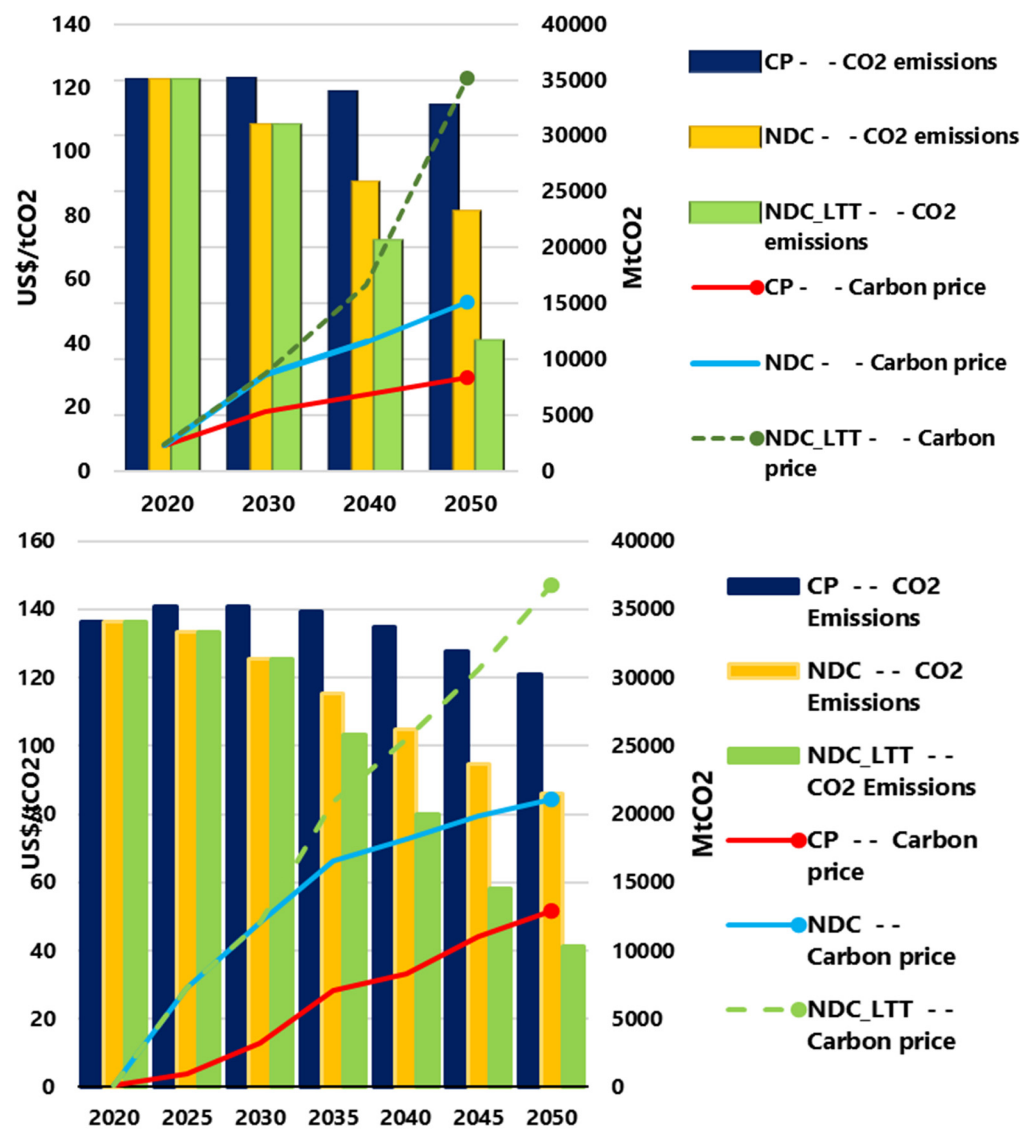 140
120
100
80
60
40
20
0
US$/tCO2
40000
35000
30000
25000
20000
15000
10000
5000
0
MtCO2
2020 2030 2040 2050
CP - - CO2 emissions
NDC - - CO2 emissions
NDC_LTT - - CO2
emissions
CP - - Carbon price
NDC - - Carbon price
NDC_LTT - - Carbon
price
160
140
120
100
80
60
40
20
0
US$/tCO2
40000
35000
30000
25000
20000
15000
10000
5000
0
MtCO2
2020 2025 2030 2035 2040 2045 2050
CP - - CO2
Emissions
NDC - - CO2
Emissions
NDC_LTT - -
CO2 Emissions
CP - - Carbon
price
NDC - -
Carbon price
NDC_LTT - -
Carbon price